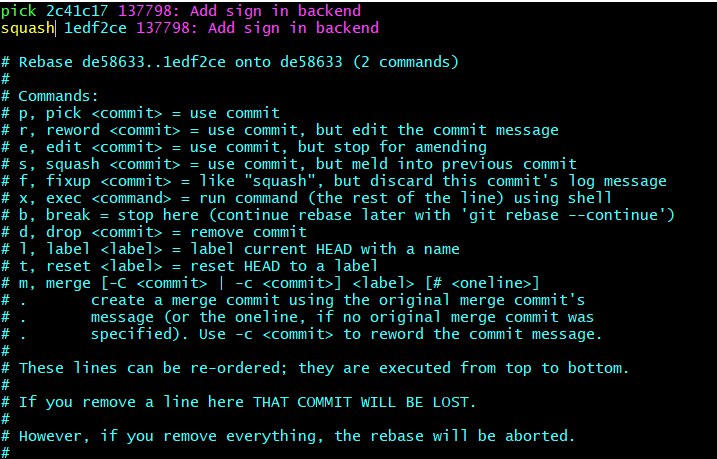 pick 2c41c17 137798: Add sign in backend
squash 1edf2ce 137798: Add sign in backend
# Rebase de58633..1edf2ce onto de58633 (2 commands)
#
# Commands:
# p, pick <commit> = use commit
# r, reword <commit> = use commit, but edit the commit message
# e, edit <commit> = use commit, but stop for amending
# s, squash <commit> = use commit, but meld into previous commit
# f, fixup <commit> = like "squash", but discard this commit's log message
# x, exec <command> = run command (the rest of the line) using shell
# b, break = stop here (continue rebase later with 'git rebase --continue')
# d, drop <commit> = remove commit
# l, label <label> = label current HEAD with a name
# t, reset <label> = reset HEAD to a label
# m, merge [-C <commit> | -c <commit>] <label> [# <oneline>]
# .       create a merge commit using the original merge commit's
# .       message (or the oneline, if no original merge commit was
# .       specified). Use -c <commit> to reword the commit message.
#
# These lines can be re-ordered; they are executed from top to bottom.
#
# If you remove a line here THAT COMMIT WILL BE LOST.
#
# However, if you remove everything, the rebase will be aborted.
#